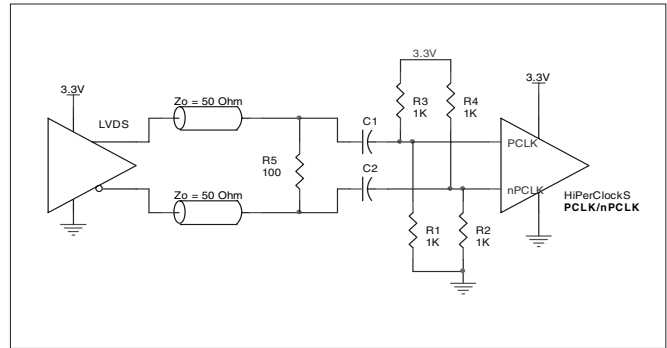 3.3V
3.3V
3.3V
LVDS
Zo = 50 Ohm
C1
R3
1K
R4
1K
PCLK
R5
100
C2
Zo = 50 Ohm
nPCLK
HiPerClockS
PCLK/nPCLK
R1
1K
R2
1K